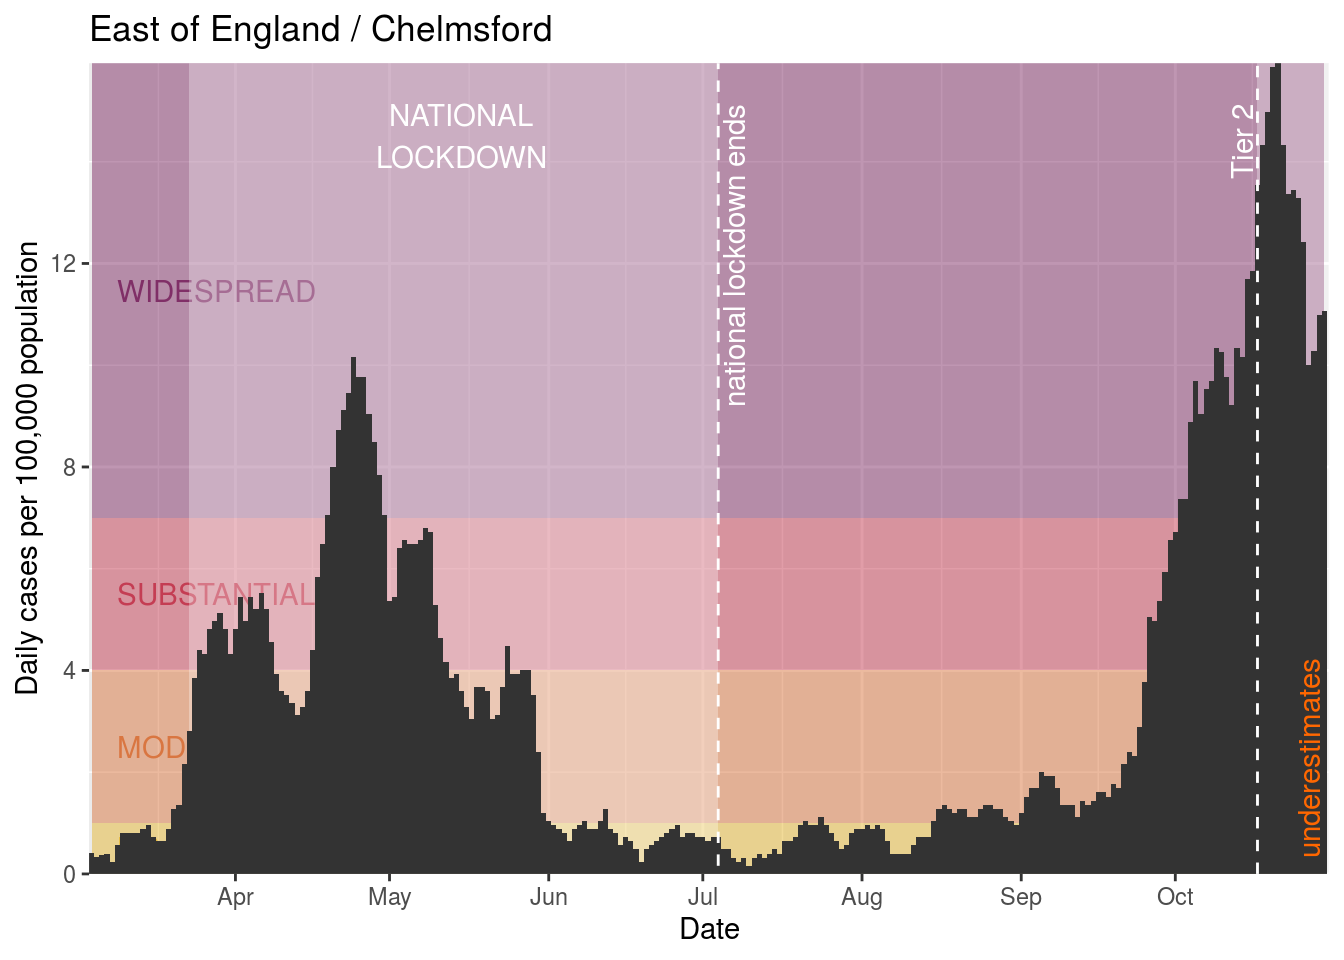 East of England / Chelmsford
NATIONAL
LOCKDOWN
national lockdown ends
Tier 2
WIDESPREAD
SUBSTANTIAL
MOD
underestimates
Daily cases per 100,000 population
12
8
4
0
Apr May Jun Jul Aug Sep Oct
Date